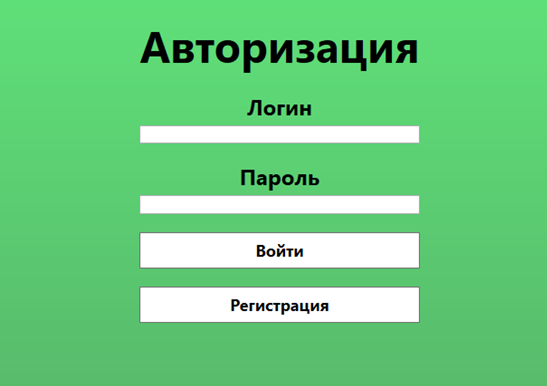 Авторизация
Логин
Пароль
Войти
Регистрация